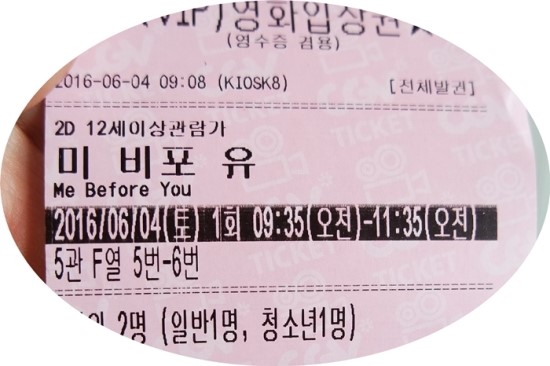 (VIP)영화입장권
(영수증 겸용)
2016-06-04 09:08 (KIOSK8) [전체발권]
2D 12세이상관람가
미 비포 유
Me Before You
2016/06/04(토) 1회 09:35(오전)-11:35(오전)
5관 F열 5번-6번
2명 (일반1명, 청소년1명)